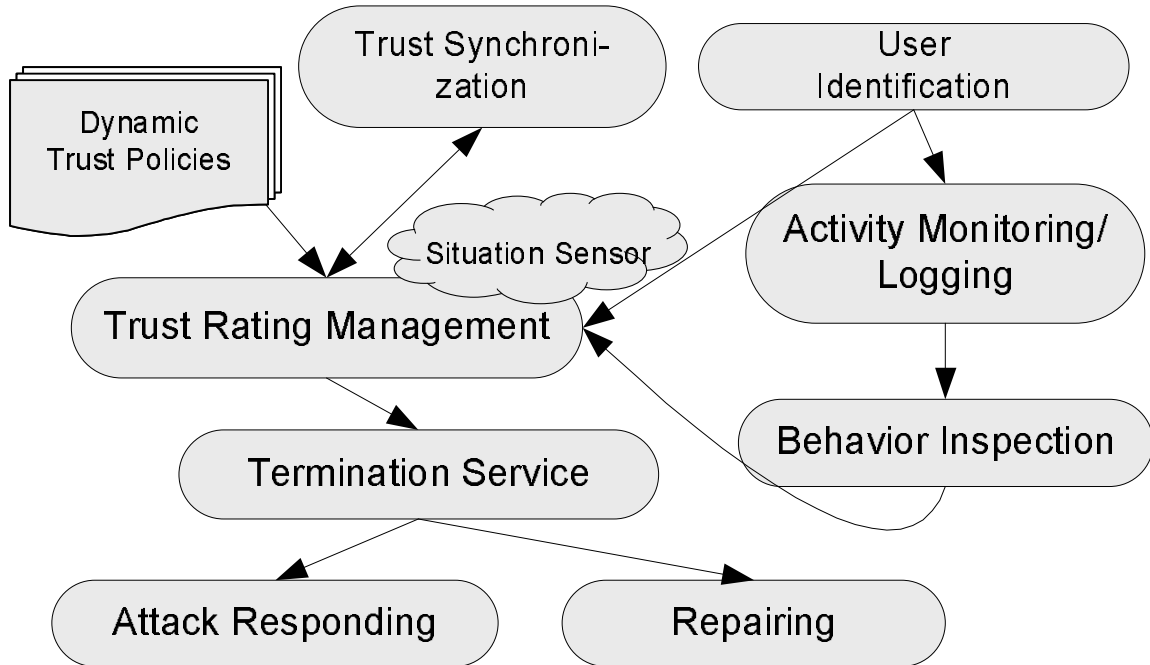 Trust Synchroni-
zation
User
Identification
Dynamic
Trust Policies
Situation Sensor
Activity Monitoring/
Logging
Trust Rating Management
Behavior Inspection
Termination Service
Attack Responding
Repairing